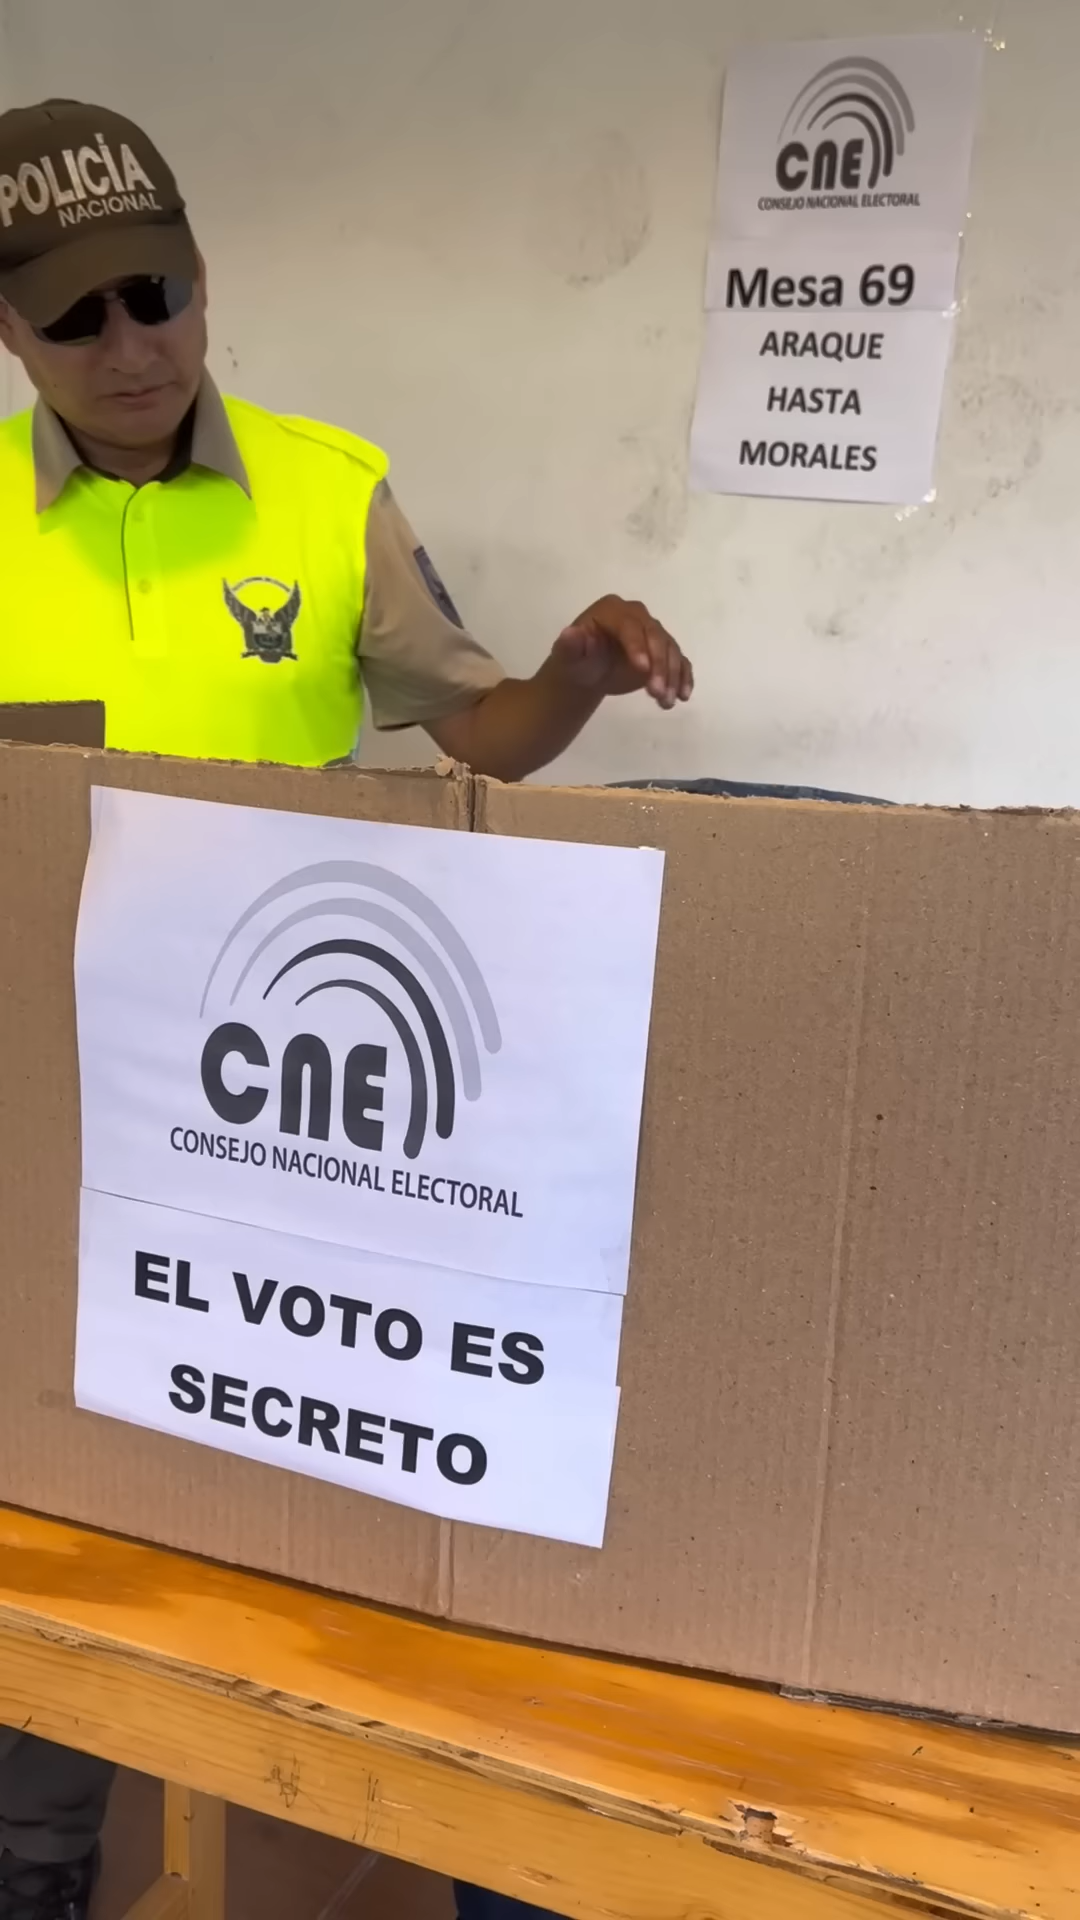 POLICÍA
NACIONAL
CNE
CONSEJO NACIONAL ELECTORAL
Mesa 69
ARAQUE
HASTA
MORALES
CNE
CONSEJO NACIONAL ELECTORAL
EL VOTO ES
SECRETO